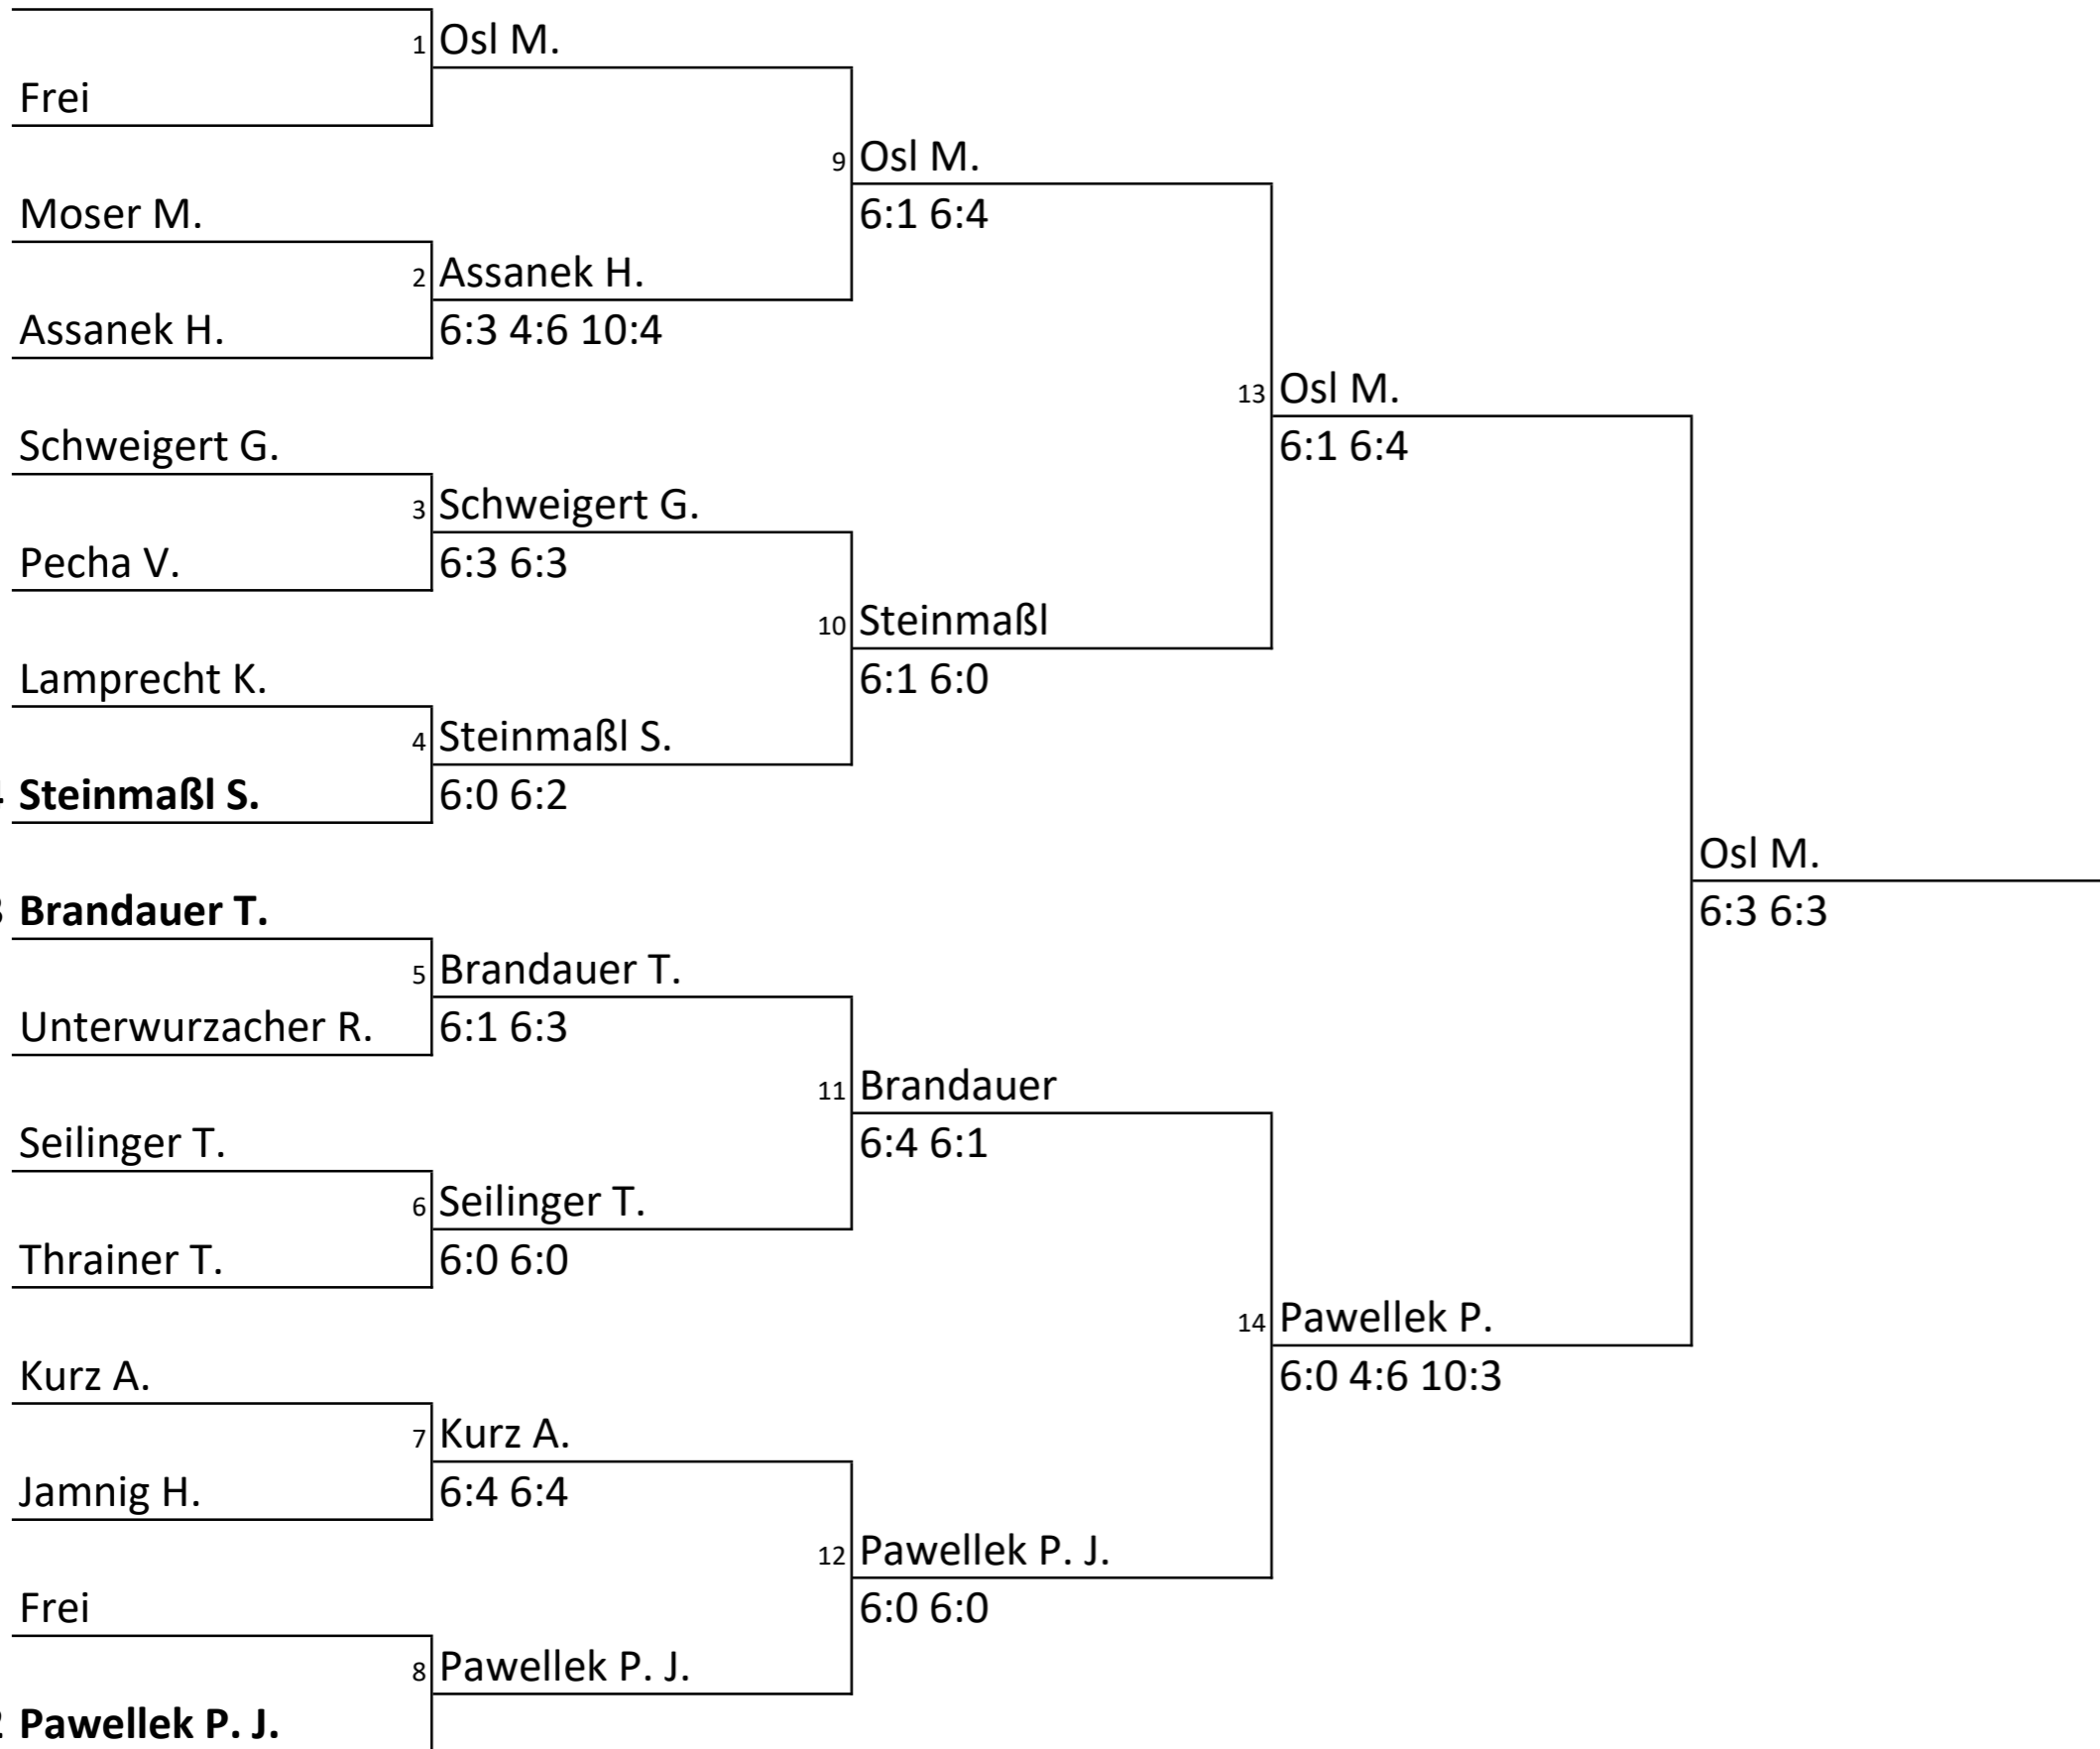 1 Osl M.
Frei
9 Osl M.
Moser M.
6:1 6:4
2 Assanek H.
Assanek H.
6:3 4:6 10:4
13 Osl M.
Schweigert G.
6:1 6:4
3 Schweigert G.
Pecha V.
6:3 6:3
10 Steinmaßl
Lamprecht K.
6:1 6:0
4 Steinmaßl S.
Steinmaßl S.
6:0 6:2
Osl M.
Brandauer T.
6:3 6:3
5 Brandauer T.
Unterwurzacher R.
6:1 6:3
11 Brandauer
Seilinger T.
6:4 6:1
6 Seilinger T.
Thrainer T.
6:0 6:0
14 Pawellek P.
Kurz A.
6:0 4:6 10:3
7 Kurz A.
Jamnig H.
6:4 6:4
12 Pawellek P. J.
Frei
6:0 6:0
8 Pawellek P. J.
Pawellek P. J.